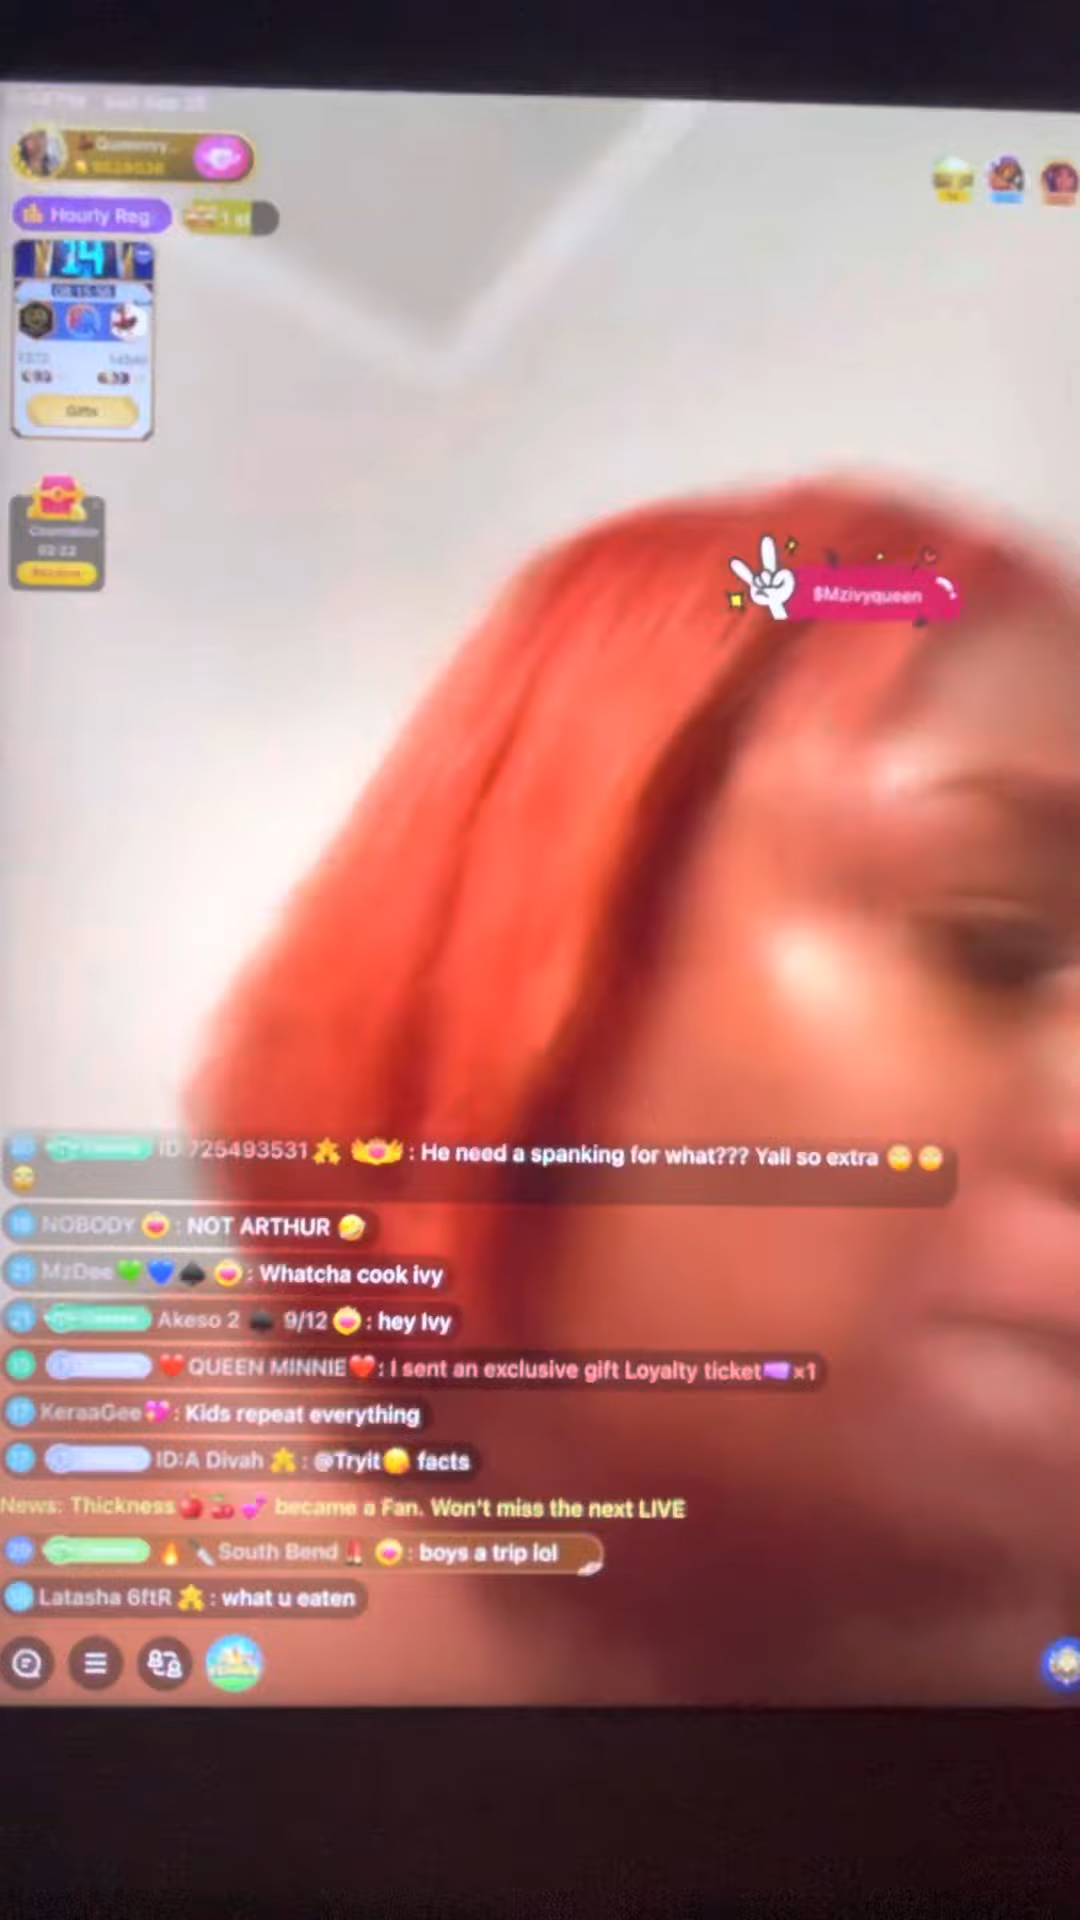 Hourly Reg
14
Gifts
$Mzivyqueen
ID 725493531 : He need a spanking for what??? Yall so extra 🙄🙄
🙄
NOBODY : NOT ARTHUR 🤣
MzDee💚💙♠️ : Whatcha cook ivy
Akeso 2 ♠️ 9/12 : hey Ivy
❤️QUEEN MINNIE❤️: I sent an exclusive gift Loyalty ticket x1
KeraaGee💖: Kids repeat everything
ID:A Divah : @Tryit facts
News: Thickness🍎🍒💕 became a Fan. Won't miss the next LIVE
🔥🔪South Bend💄 : boys a trip lol
Latasha 6ftR : what u eaten